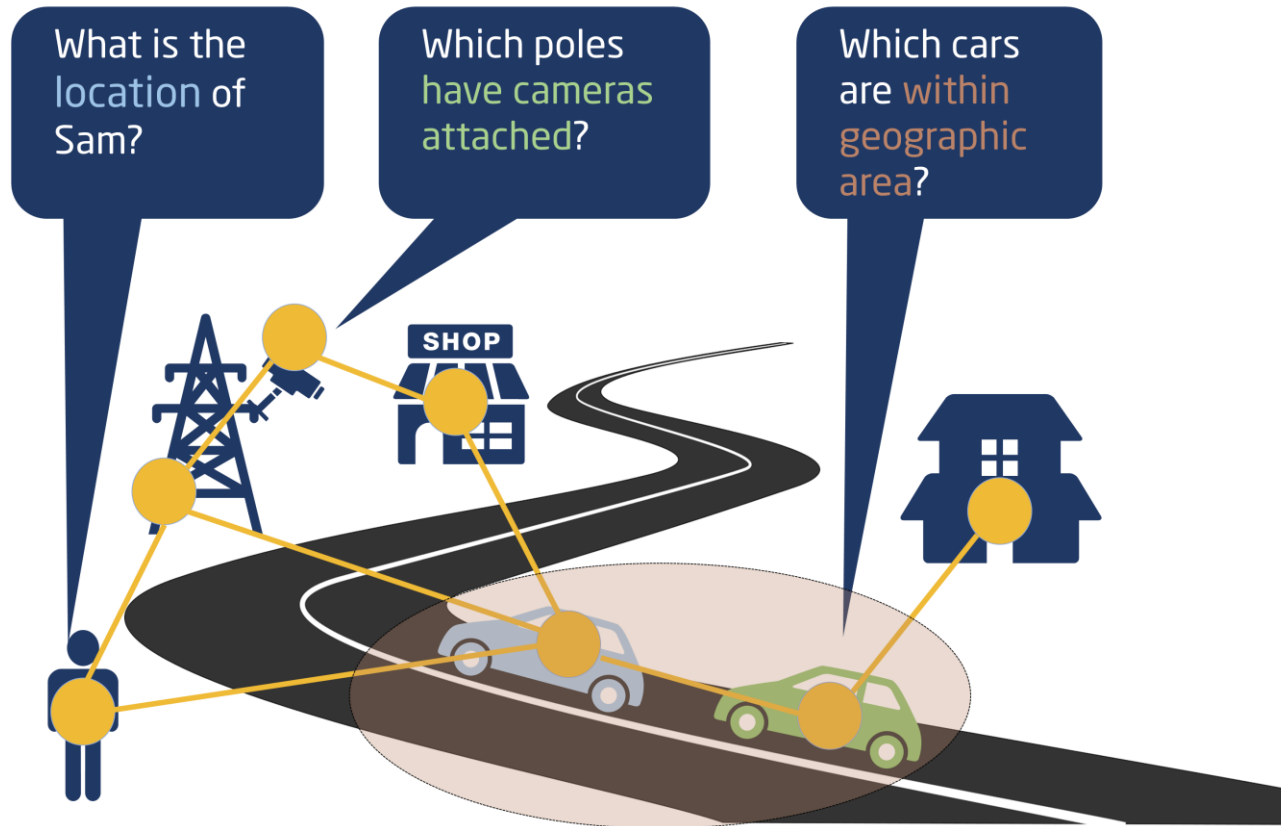 What is the
location of
Sam?
Which poles
have cameras
attached?
Which cars
are within
geographic
area?
SHOP